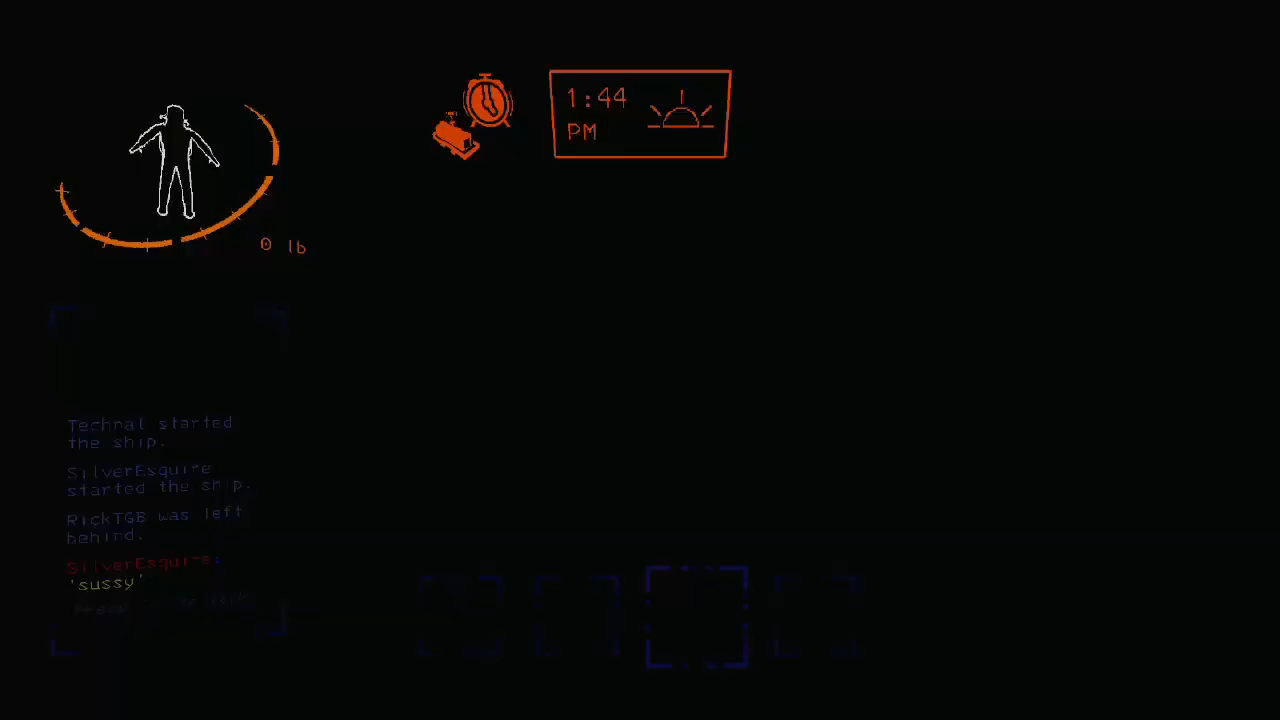 1:44
PM
0 lb
Technal started
the ship.
SilverEsquire
started the ship.
RickTGB was left
behind.
SilverEsquire:
'sussy'